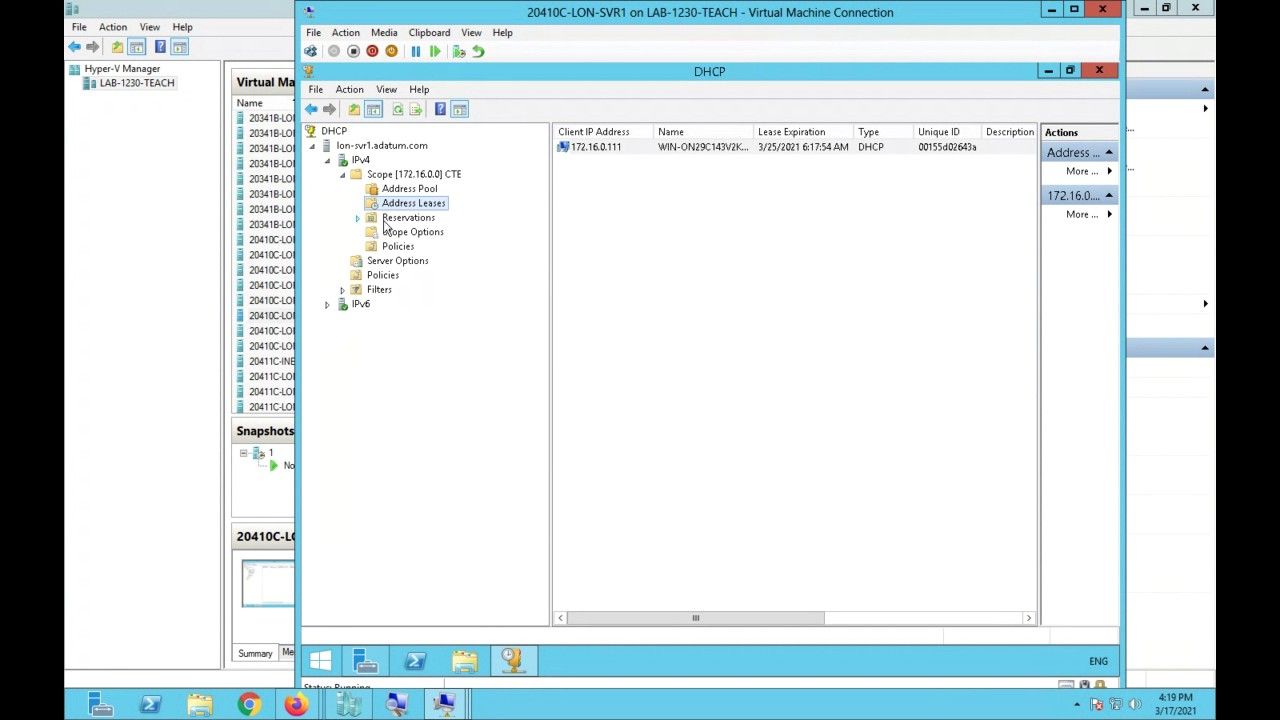 20410C-LON-SVR1 on LAB-1230-TEACH - Virtual Machine Connection
File Action View Help
File Action Media Clipboard View Help
Hyper-V Manager
LAB-1230-TEACH
Virtual Ma
Name
20341B-LO
20341B-LO
20341B-LO
20341B-LO
20341B-LO
20341B-LO
20341B-LO
20341B-LO
20410C-LO
20410C-LO
20410C-LO
20410C-LO
20410C-LO
20410C-LO
20410C-LO
20410C-LO
20411C-INE
20411C-LO
20411C-LO
20411C-LO
Snapshots
1
No
20410C-LO
Summary Me
DHCP
File Action View Help
DHCP
lon-svr1.adatum.com
IPv4
Scope [172.16.0.0] CTE
Address Pool
Address Leases
Reservations
Scope Options
Policies
Server Options
Policies
Filters
IPv6
Client IP Address Name Lease Expiration Type Unique ID Description
172.16.0.111 WIN-ON29C143V2K... 3/25/2021 6:17:54 AM DHCP 00155d02643a
Actions
Address ...
More ...
172.16.0....
More ...
ENG
Status: Running
4:19 PM
3/17/2021